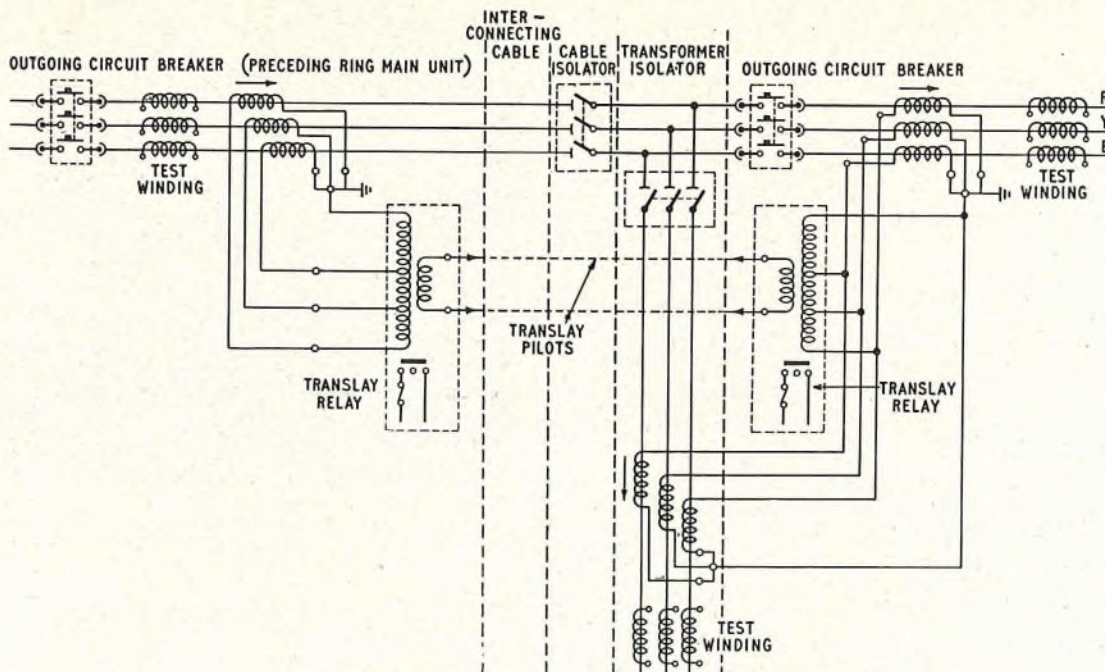 INTER –
CONNECTING
CABLE
CABLE
ISOLATOR
TRANSFORMER
ISOLATOR
OUTGOING CIRCUIT BREAKER (PRECEDING RING MAIN UNIT)
OUTGOING CIRCUIT BREAKER
TEST
WINDING
R
Y
B
TEST
WINDING
TRANSLAY
PILOTS
TRANSLAY
RELAY
TRANSLAY
RELAY
TEST
WINDING